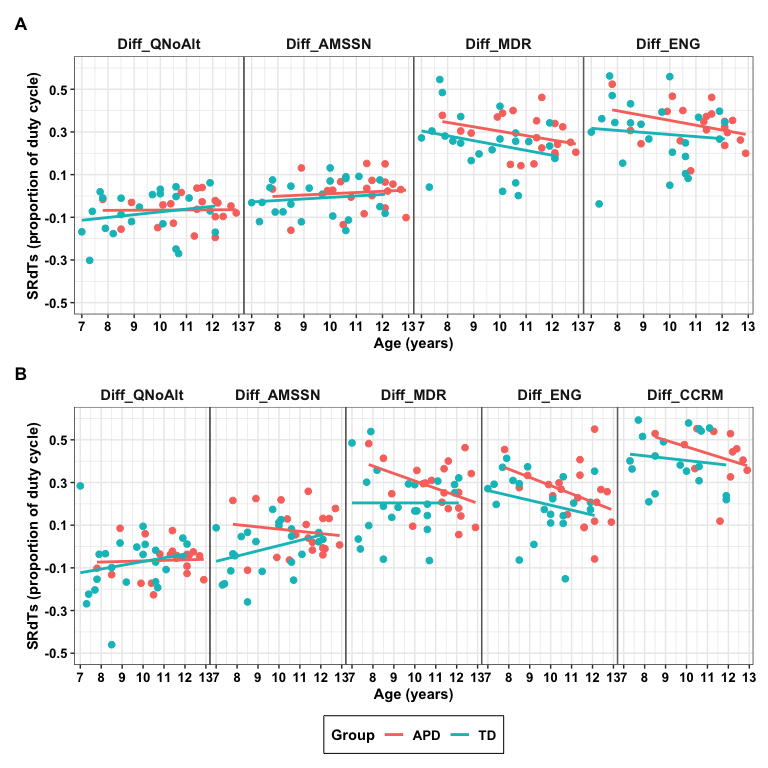 A
Diff_QNoAlt Diff_AMSSN Diff_MDR Diff_ENG
SRdTs (proportion of duty cycle)
0.5
0.3
0.1
-0.1
-0.3
-0.5
7 8 9 10 11 12 13 7 8 9 10 11 12 13 7 8 9 10 11 12 13 7 8 9 10 11 12 13
Age (years)
B
Diff_QNoAlt Diff_AMSSN Diff_MDR Diff_ENG Diff_CCRM
SRdTs (proportion of duty cycle)
0.5
0.3
0.1
-0.1
-0.3
-0.5
7 8 9 10 11 12 13 7 8 9 10 11 12 13 7 8 9 10 11 12 13 7 8 9 10 11 12 13 7 8 9 10 11 12 13
Age (years)
Group APD TD